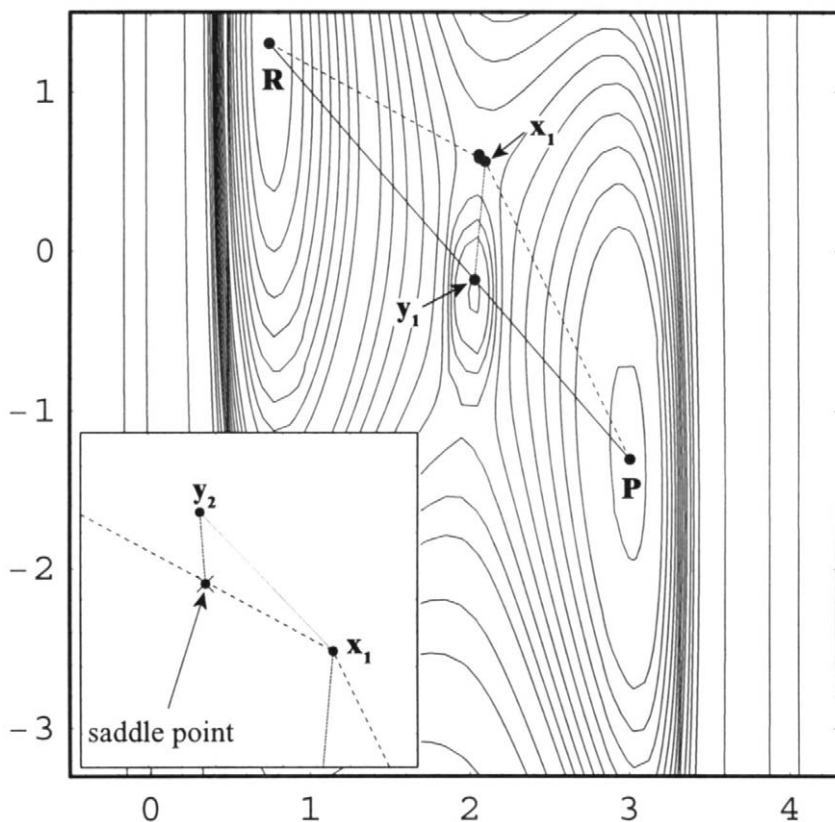 R
x₁
1
0
y₁
−1
P
y₂
−2
x₁
saddle point
−3
0 1 2 3 4